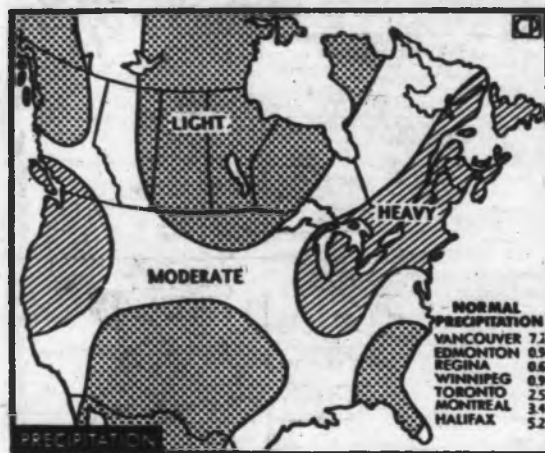 CP
LIGHT
HEAVY
MODERATE
NORMAL
PRECIPITATION
VANCOUVER 7.2
EDMONTON 0.9
REGINA 0.6
WINNIPEG 0.9
TORONTO 2.5
MONTREAL 3.4
HALIFAX 5.2
PRECIPITATION